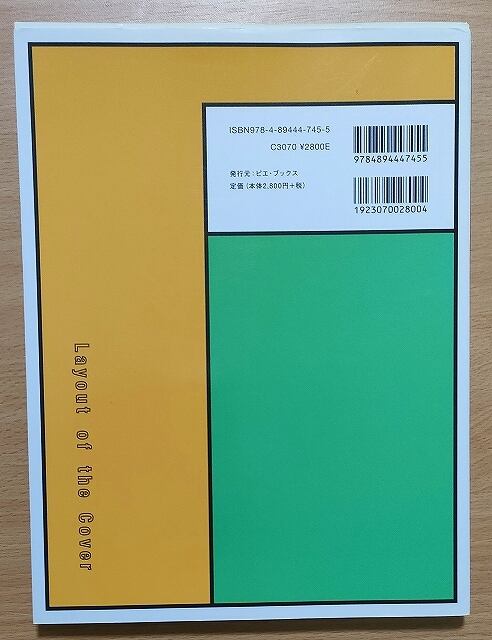 ISBN978-4-89444-745-5
C3070 ¥2800E
発行元：ピエ・ブックス
定価（本体2,800円＋税）
9784894447455
1923070028004
Layout of the Cover